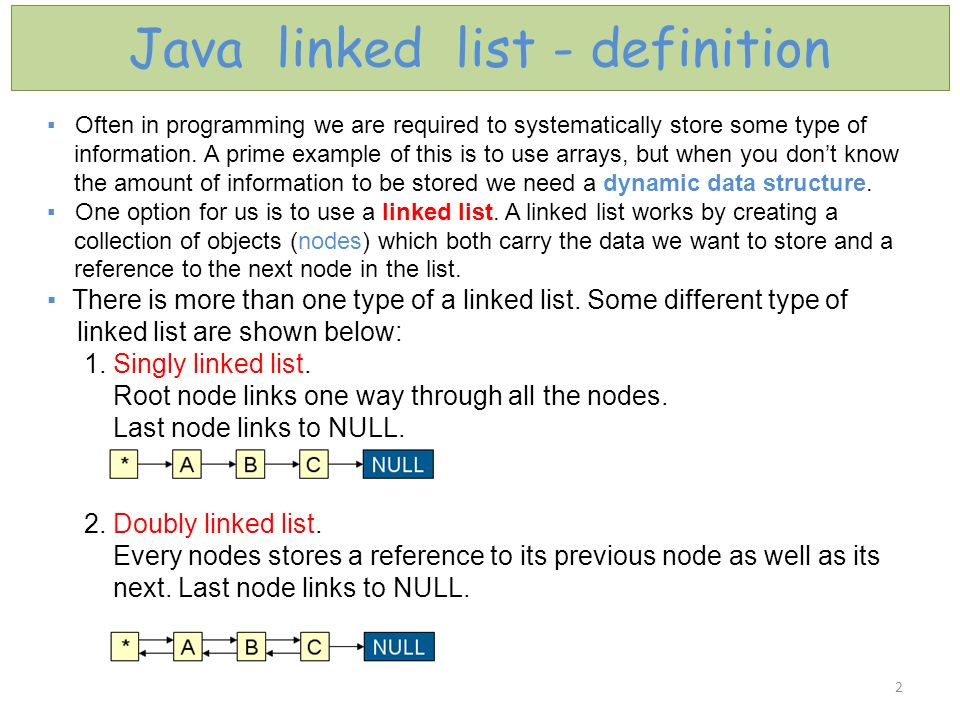 Java linked list - definition
▪ Often in programming we are required to systematically store some type of
information. A prime example of this is to use arrays, but when you don’t know
the amount of information to be stored we need a dynamic data structure.
▪ One option for us is to use a linked list. A linked list works by creating a
collection of objects (nodes) which both carry the data we want to store and a
reference to the next node in the list.
▪ There is more than one type of a linked list. Some different type of
linked list are shown below:
1. Singly linked list.
Root node links one way through all the nodes.
Last node links to NULL.
* A B C NULL
2. Doubly linked list.
Every nodes stores a reference to its previous node as well as its
next. Last node links to NULL.
* A B C NULL
2